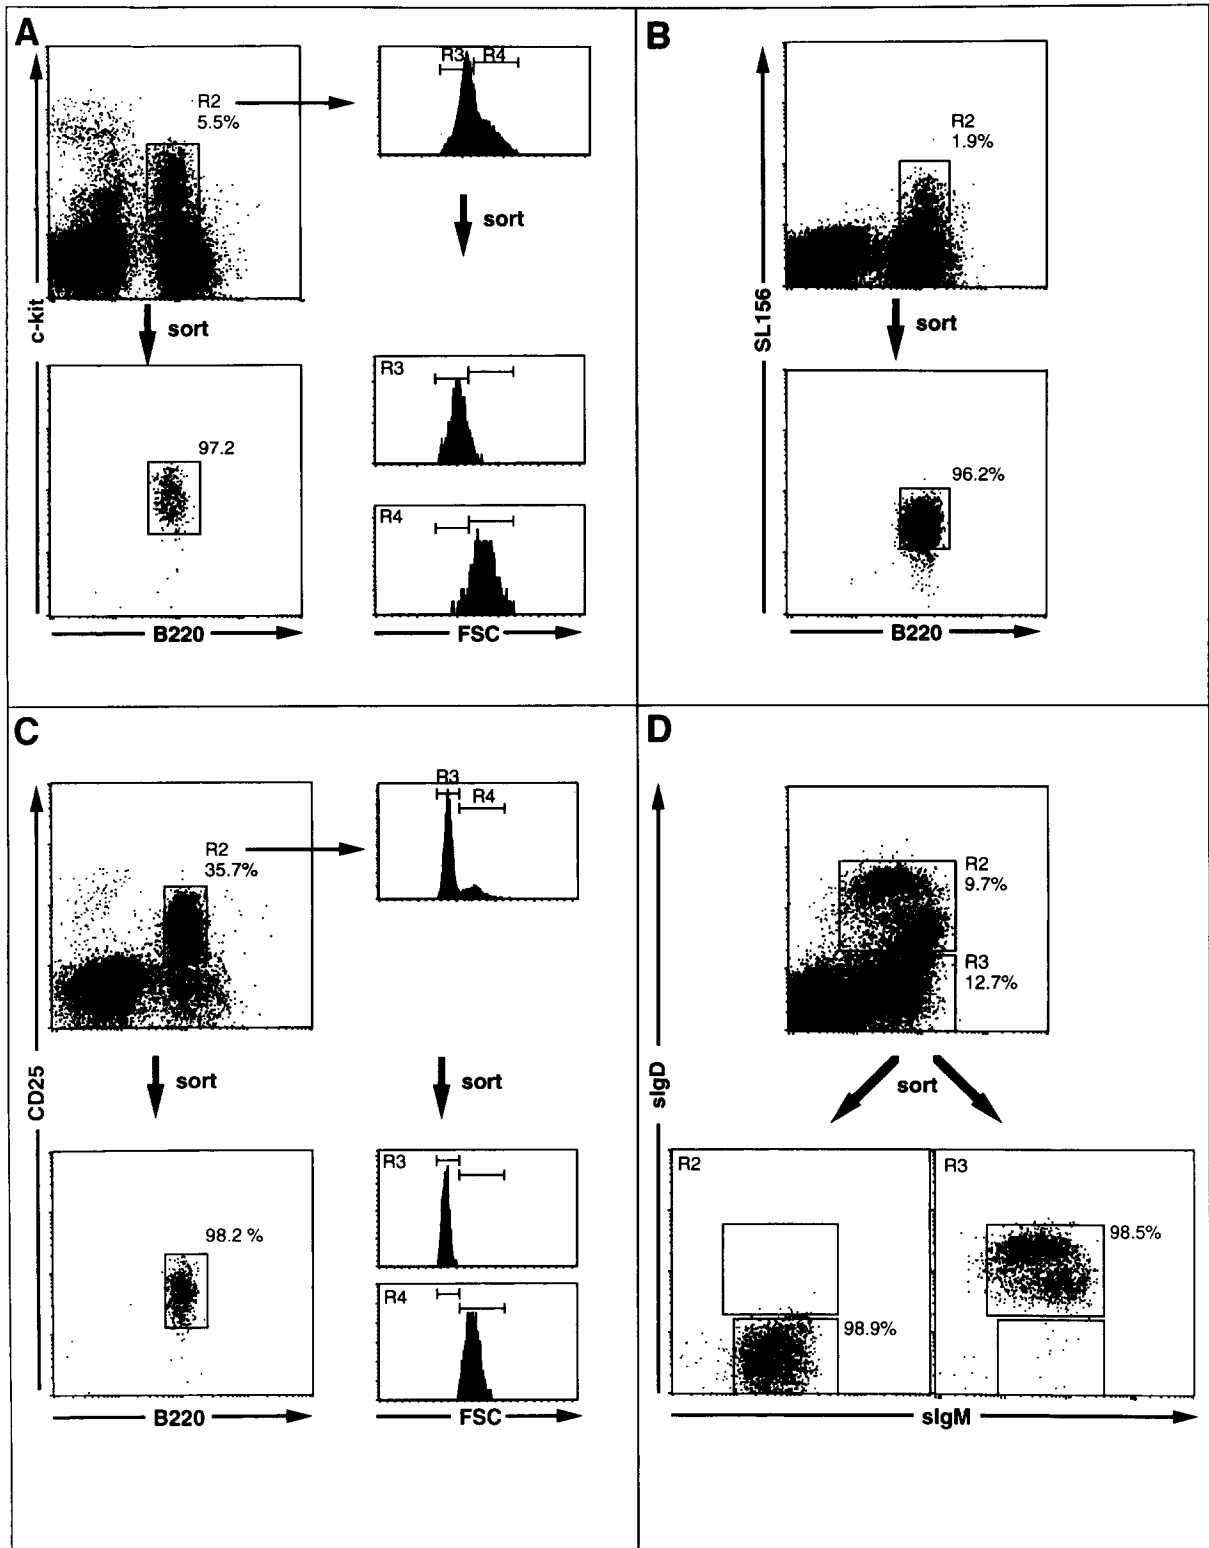 A
c-kit
R2
5.5%
R3 R4
sort
sort
97.2
R3
R4
B220
FSC
B
SL156
R2
1.9%
sort
96.2%
B220
C
CD25
R2
35.7%
R3
R4
sort
sort
98.2 %
R3
R4
B220
FSC
D
sIgD
R2
9.7%
R3
12.7%
sort
R2
98.9%
R3
98.5%
sIgM